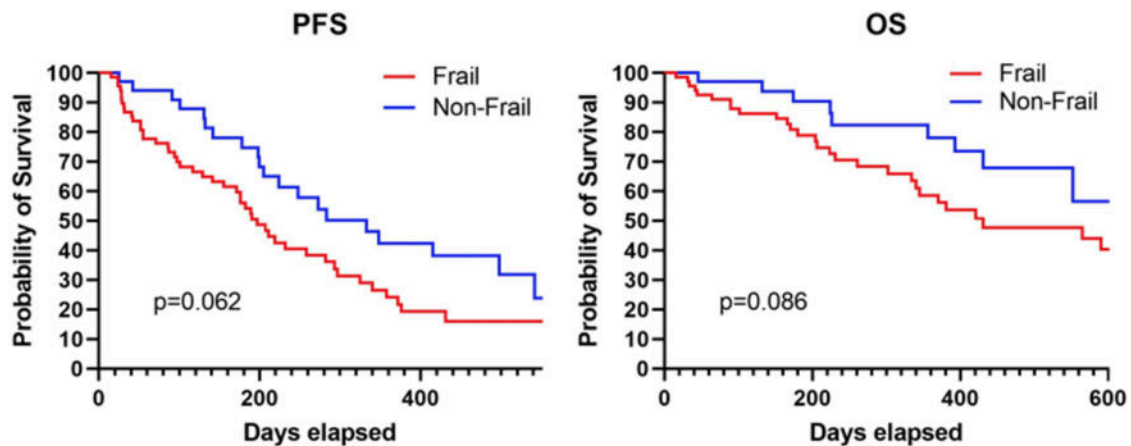 PFS
Probability of Survival
100
90
80
70
60
50
40
30
20
10
0
Frail
Non-Frail
p=0.062
0 200 400
Days elapsed
OS
Probability of Survival
100
90
80
70
60
50
40
30
20
10
0
Frail
Non-Frail
p=0.086
0 200 400 600
Days elapsed